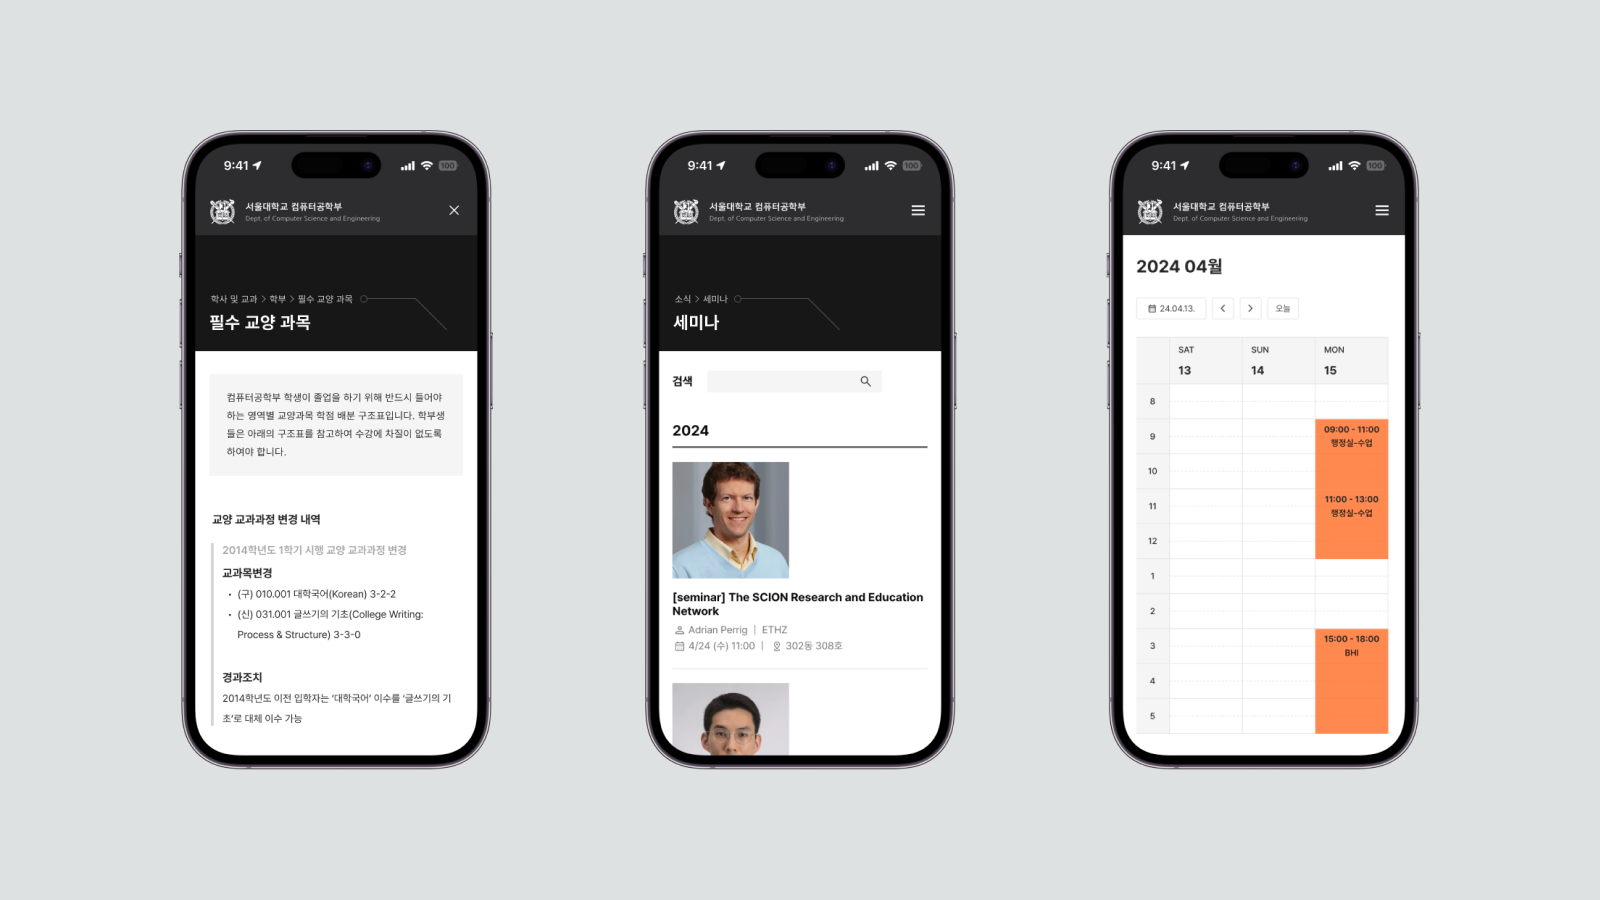 9:41
100
서울대학교 컴퓨터공학부
Dept. of Computer Science and Engineering
학사 및 교과 > 학부 > 필수 교양 과목
필수 교양 과목
컴퓨터공학부 학생이 졸업을 하기 위해 반드시 들어야
하는 영역별 교양과목 학점 배분 구조표입니다. 학부생
들은 아래의 구조표를 참고하여 수강에 차질이 없도록
하여야 합니다.
교양 교과과정 변경 내역
2014학년도 1학기 시행 교양 교과과정 변경
교과목변경
• (구) 010.001 대학국어(Korean) 3-2-2
• (신) 031.001 글쓰기의 기초(College Writing:
Process & Structure) 3-3-0
경과조치
2014학년도 이전 입학자는 ‘대학국어’ 이수를 ‘글쓰기의 기
초’로 대체 이수 가능
9:41
100
서울대학교 컴퓨터공학부
Dept. of Computer Science and Engineering
소식 > 세미나
세미나
검색
2024
[seminar] The SCION Research and Education
Network
Adrian Perrig | ETHZ
4/24 (수) 11:00 | 302동 308호
9:41
100
서울대학교 컴퓨터공학부
Dept. of Computer Science and Engineering
2024 04월
24.04.13. < > 오늘
SAT SUN MON
13 14 15
8
9
10
11
12
1
2
3
4
5
09:00 - 11:00
행정실-수업
11:00 - 13:00
행정실-수업
15:00 - 18:00
BHI